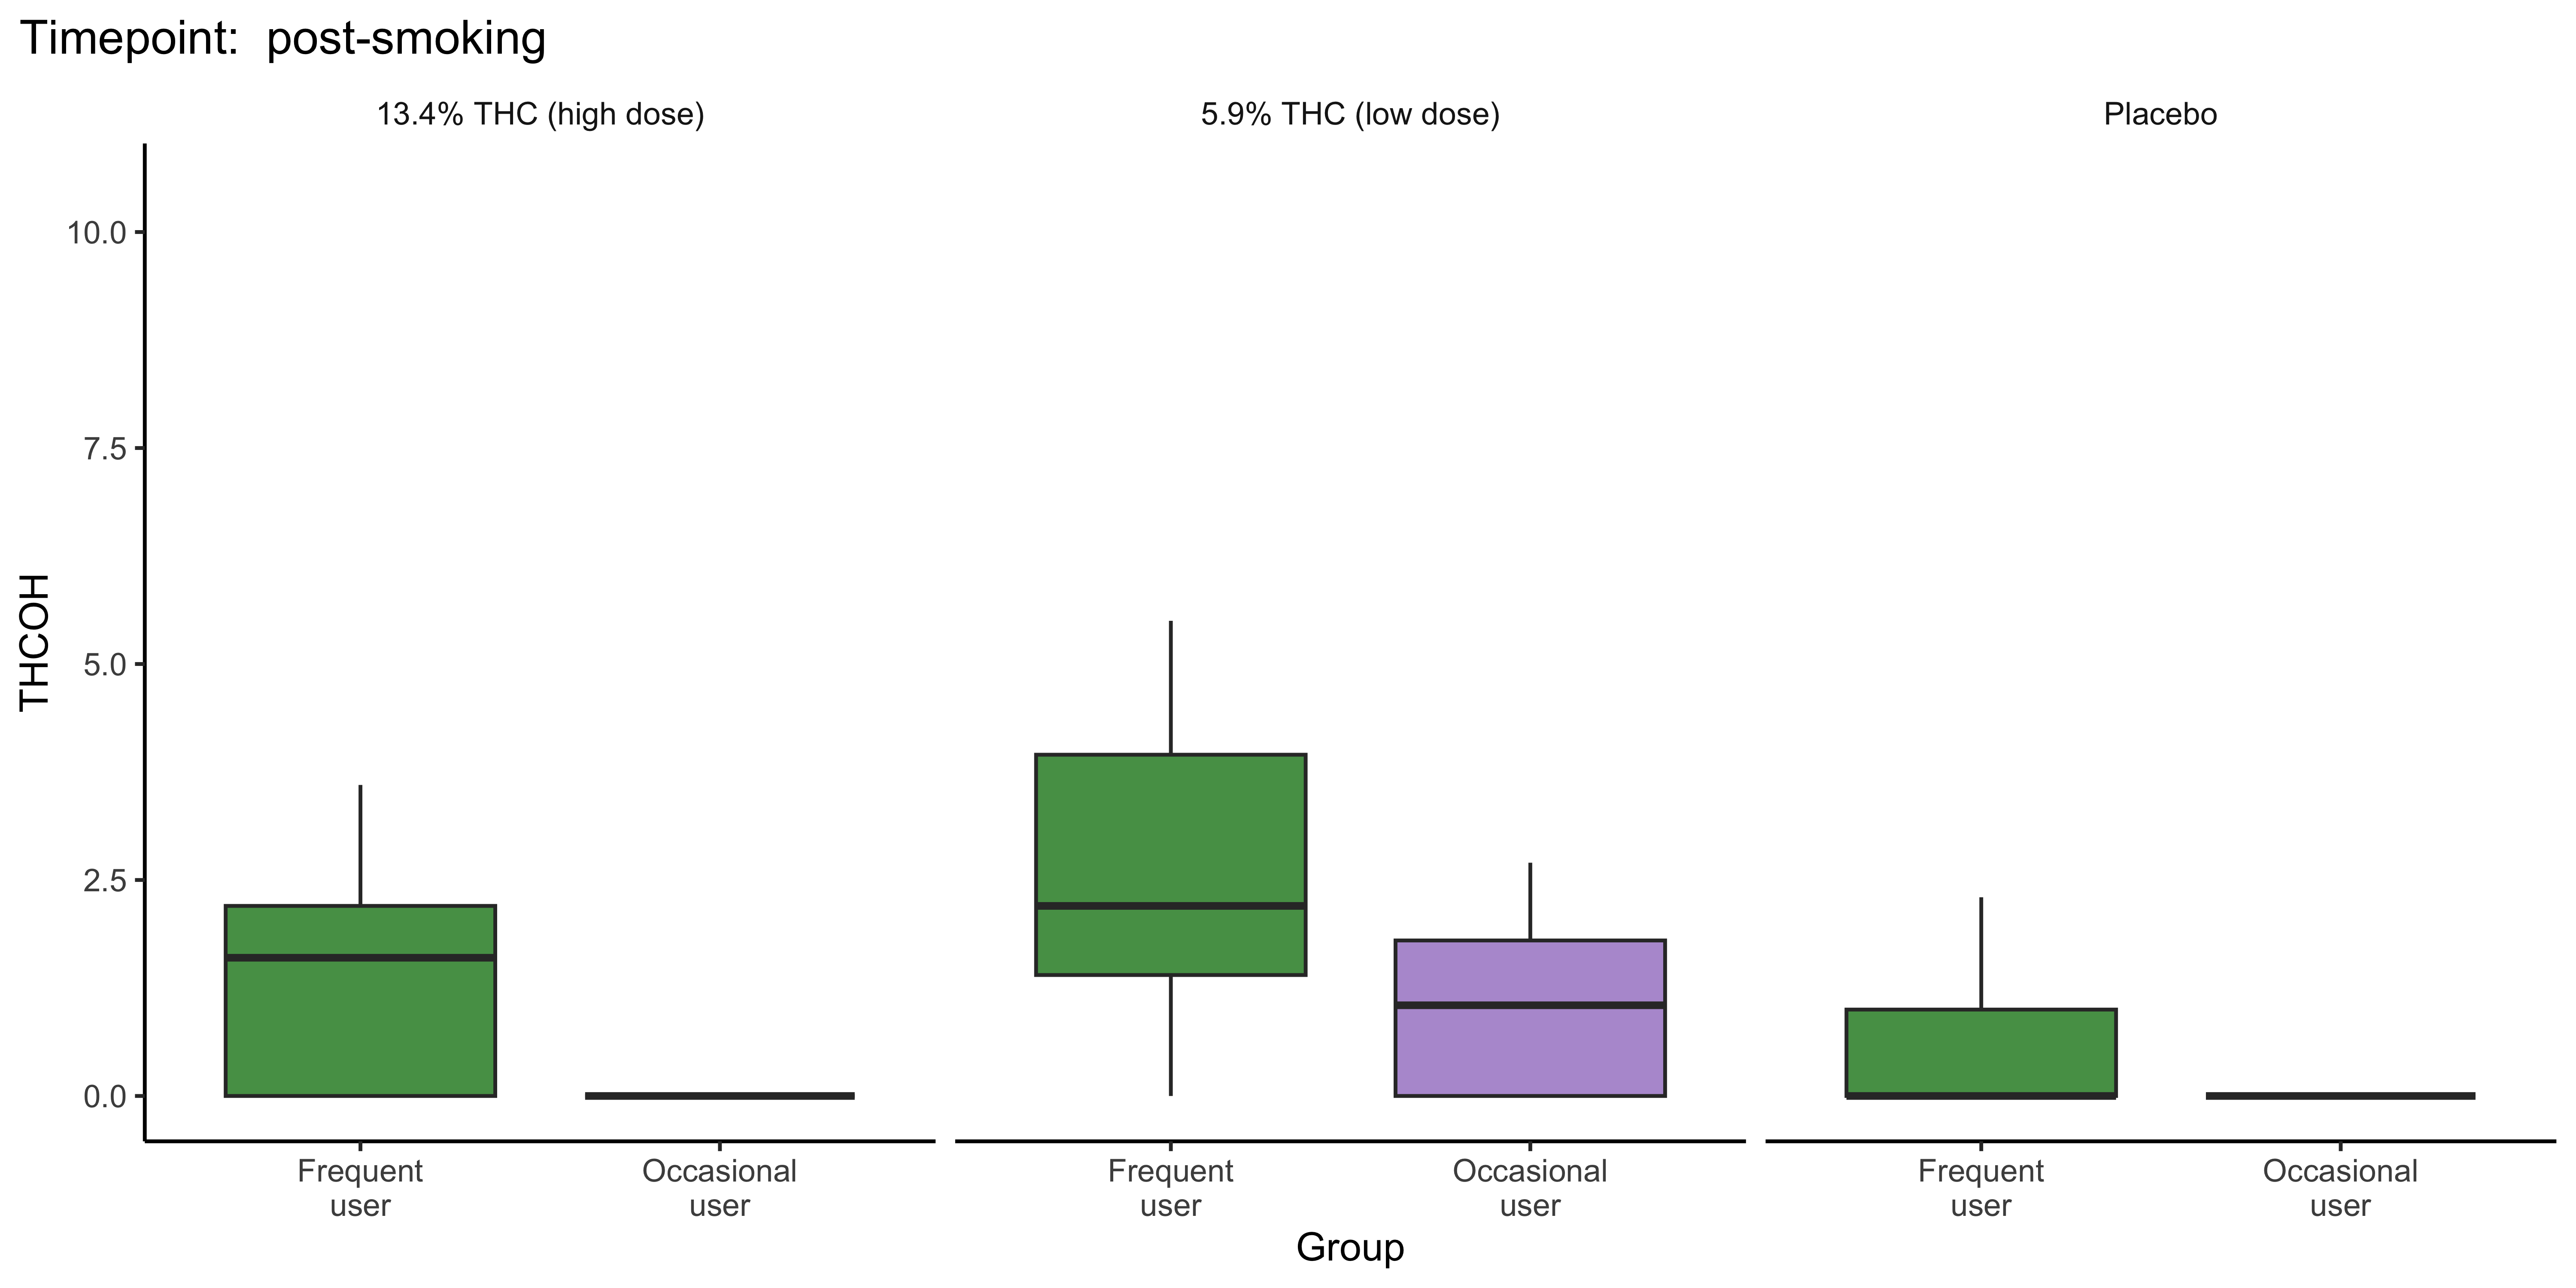 Timepoint:  post-smoking
13.4% THC (high dose)
5.9% THC (low dose)
Placebo
10.0
7.5
5.0
2.5
0.0
THCOH
Frequent
user
Occasional
user
Frequent
user
Occasional
user
Frequent
user
Occasional
user
Group